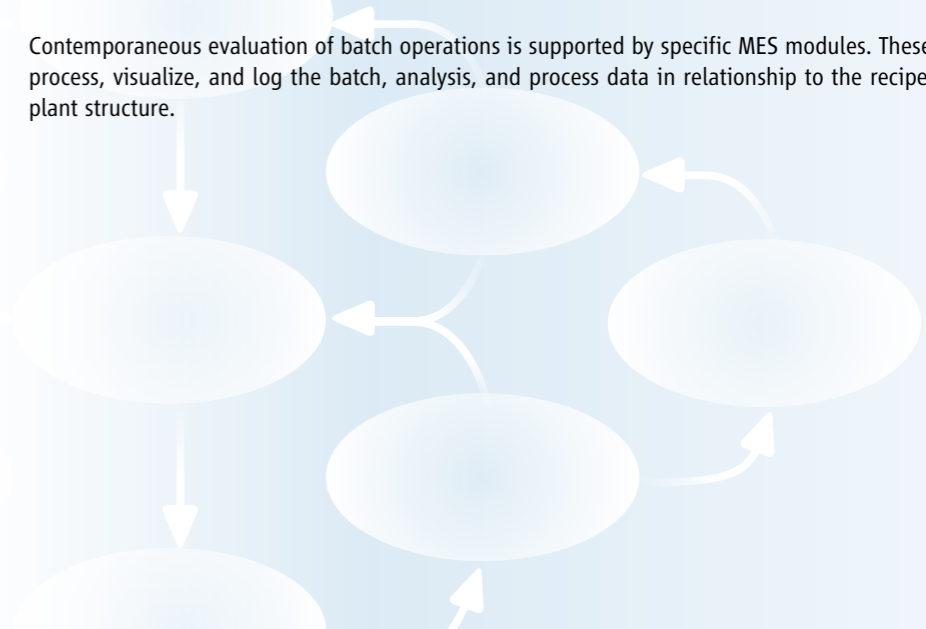 Contemporaneous evaluation of batch operations is supported by specific MES modules. These
process, visualize, and log the batch, analysis, and process data in relationship to the recipe
plant structure.